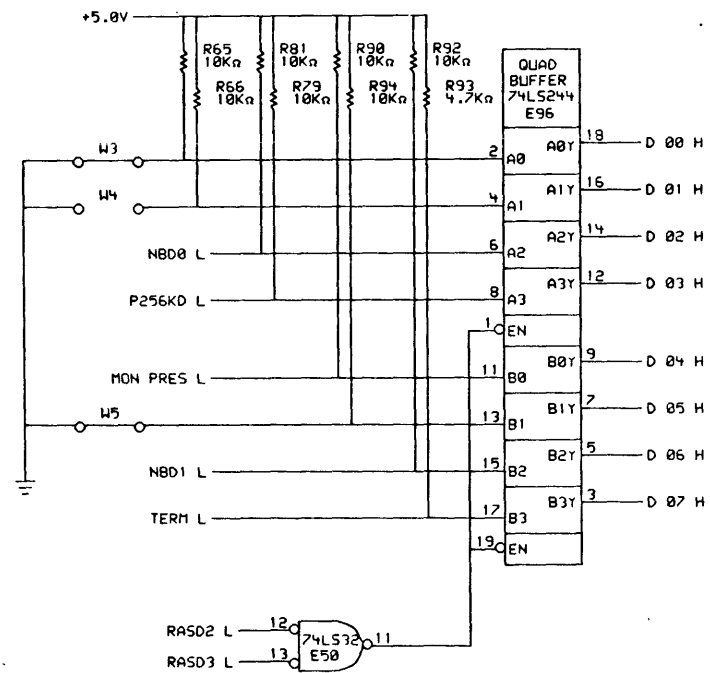 +5.0V
R65
10KΩ
R81
10KΩ
R90
10KΩ
R92
10KΩ
R66
10KΩ
R79
10KΩ
R94
10KΩ
R93
4.7KΩ
QUAD
BUFFER
74LS244
E96
W3
2 A0 A0Y 18 D 00 H
W4
4 A1 A1Y 16 D 01 H
NBD0 L 6 A2 A2Y 14 D 02 H
P256KD L 8 A3 A3Y 12 D 03 H
1 EN
MON PRES L 11 B0 B0Y 9 D 04 H
W5
13 B1 B1Y 7 D 05 H
NBD1 L 15 B2 B2Y 5 D 06 H
TERM L 17 B3 B3Y 3 D 07 H
19 EN
RASD2 L 12
74LS32 11
RASD3 L 13 E50